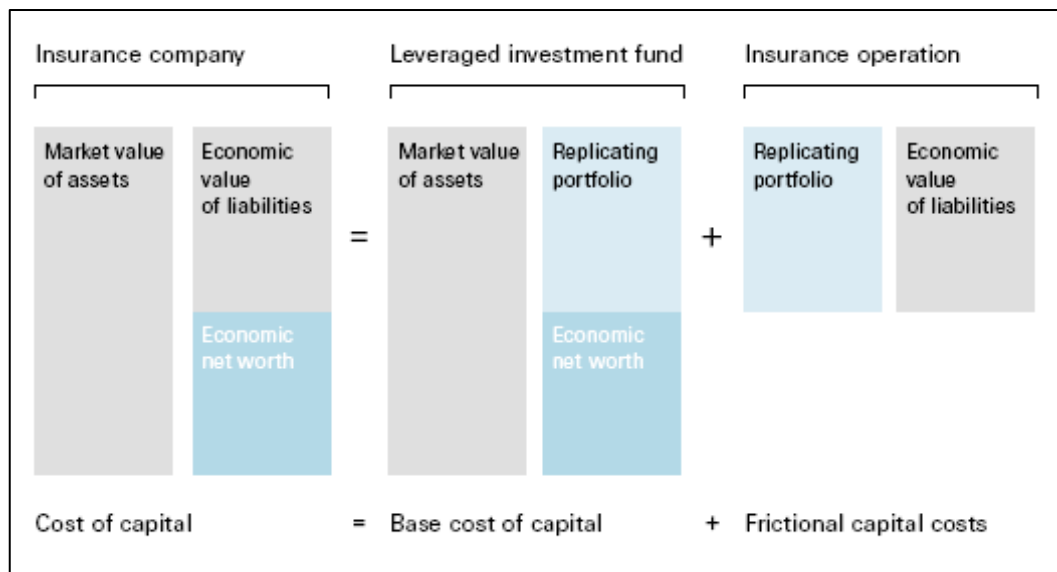 Insurance company
Leveraged investment fund
Insurance operation
Market value
of assets
Economic
value
of liabilities
Economic
net worth
=
Market value
of assets
Replicating
portfolio
Economic
net worth
+
Replicating
portfolio
Economic
value
of liabilities
Cost of capital
=
Base cost of capital
+
Frictional capital costs